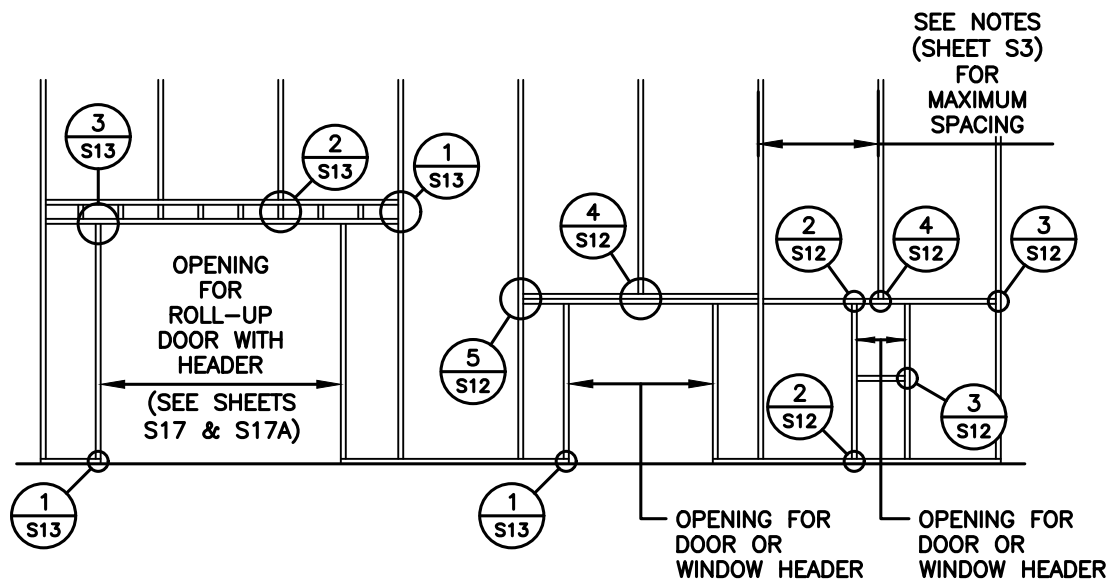 SEE NOTES
(SHEET S3)
FOR
MAXIMUM
SPACING
3
S13
2
S13
1
S13
4
S12
2
S12
4
S12
3
S12
OPENING
FOR
ROLL-UP
DOOR WITH
HEADER
(SEE SHEETS
S17 & S17A)
5
S12
2
S12
3
S12
1
S13
1
S13
OPENING FOR
DOOR OR
WINDOW HEADER
OPENING FOR
DOOR OR
WINDOW HEADER